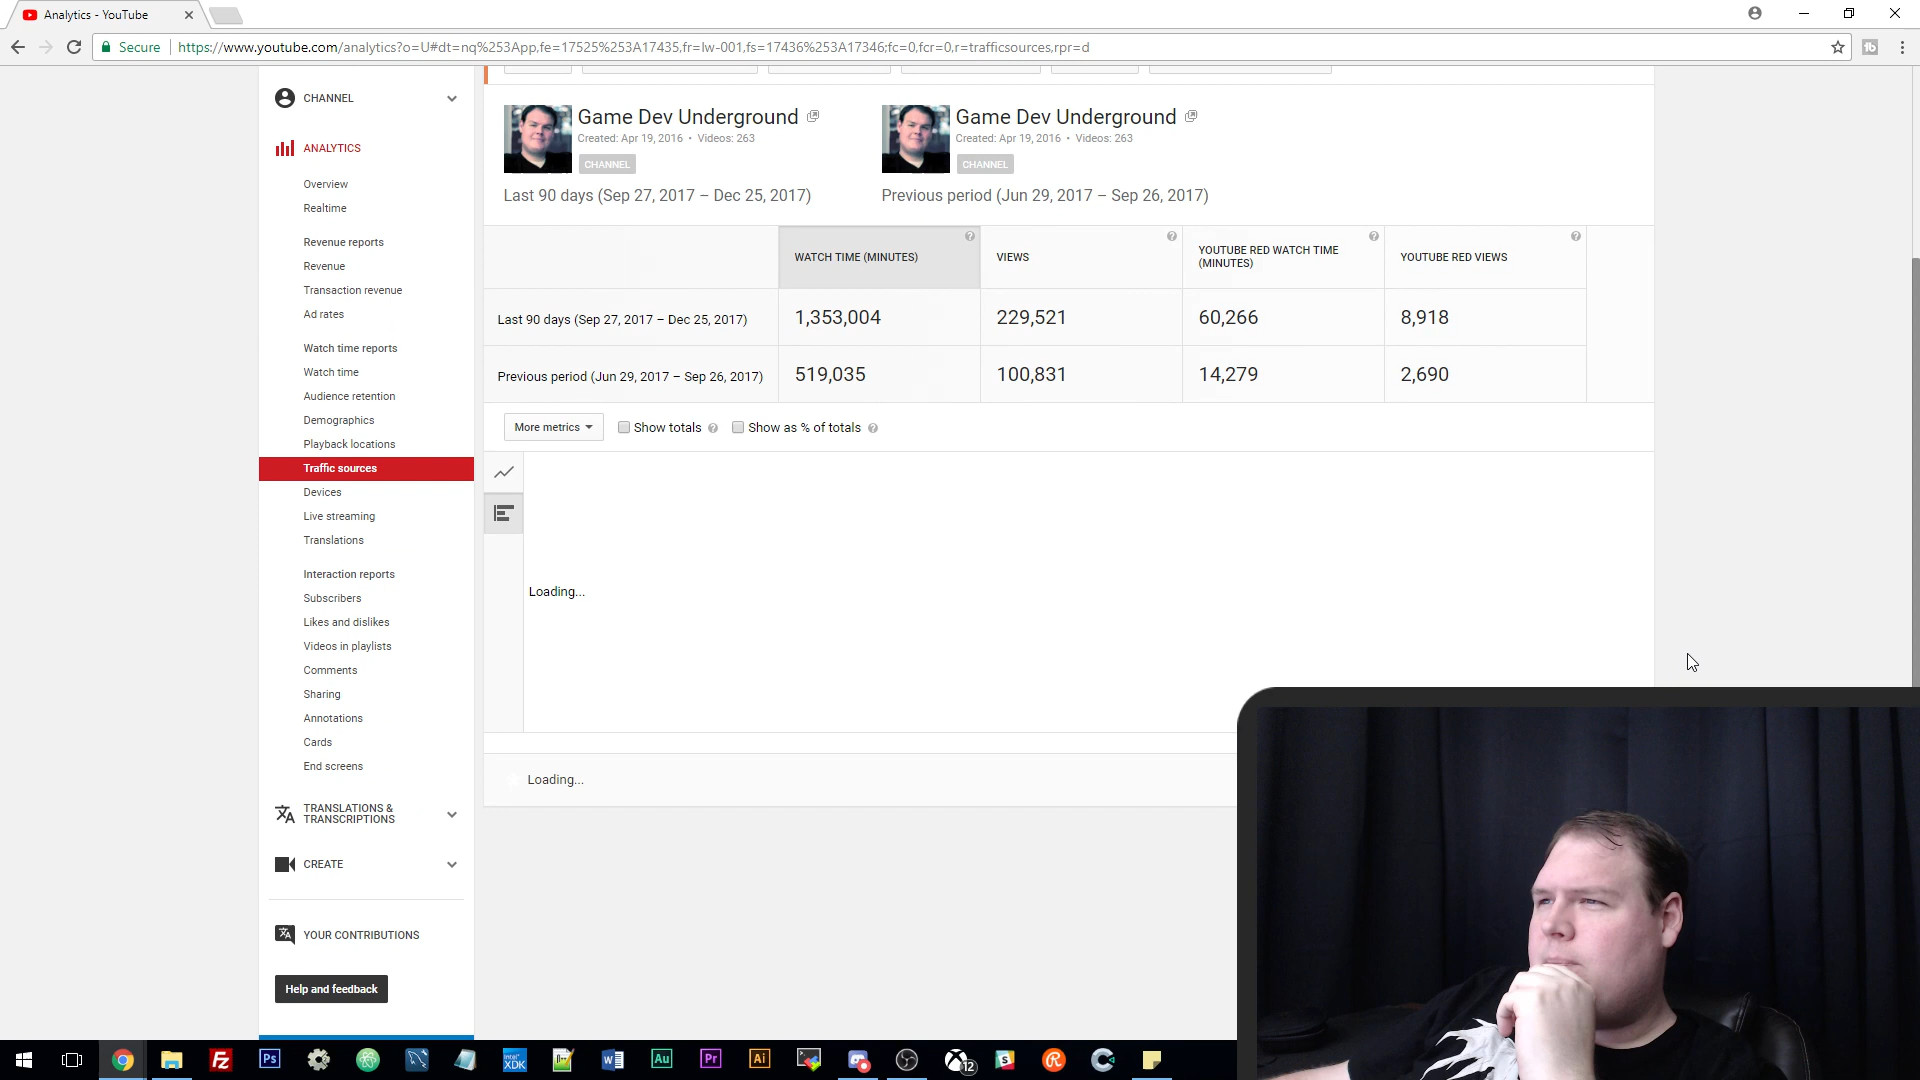 Analytics - YouTube
Secure
https://www.youtube.com/analytics?o=U#dt=nq%253App,fe=17525%253A17435,fr=lw-001,fs=17436%253A17346;fc=0,fcr=0,r=trafficsources,rpr=d
CHANNEL
ANALYTICS
Overview
Realtime
Revenue reports
Revenue
Transaction revenue
Ad rates
Watch time reports
Watch time
Audience retention
Demographics
Playback locations
Traffic sources
Devices
Live streaming
Translations
Interaction reports
Subscribers
Likes and dislikes
Videos in playlists
Comments
Sharing
Annotations
Cards
End screens
TRANSLATIONS &
TRANSCRIPTIONS
CREATE
YOUR CONTRIBUTIONS
Help and feedback
Game Dev Underground
Created: Apr 19, 2016 • Videos: 263
CHANNEL
Last 90 days (Sep 27, 2017 – Dec 25, 2017)
Game Dev Underground
Created: Apr 19, 2016 • Videos: 263
CHANNEL
Previous period (Jun 29, 2017 – Sep 26, 2017)
WATCH TIME (MINUTES) ? VIEWS ? YOUTUBE RED WATCH TIME (MINUTES) ? YOUTUBE RED VIEWS ?
Last 90 days (Sep 27, 2017 – Dec 25, 2017) 1,353,004 229,521 60,266 8,918
Previous period (Jun 29, 2017 – Sep 26, 2017) 519,035 100,831 14,279 2,690
More metrics Show totals ? Show as % of totals ?
Loading...
Loading...
Fz Ps intel XDK W Au Pr Ai 12 S R C